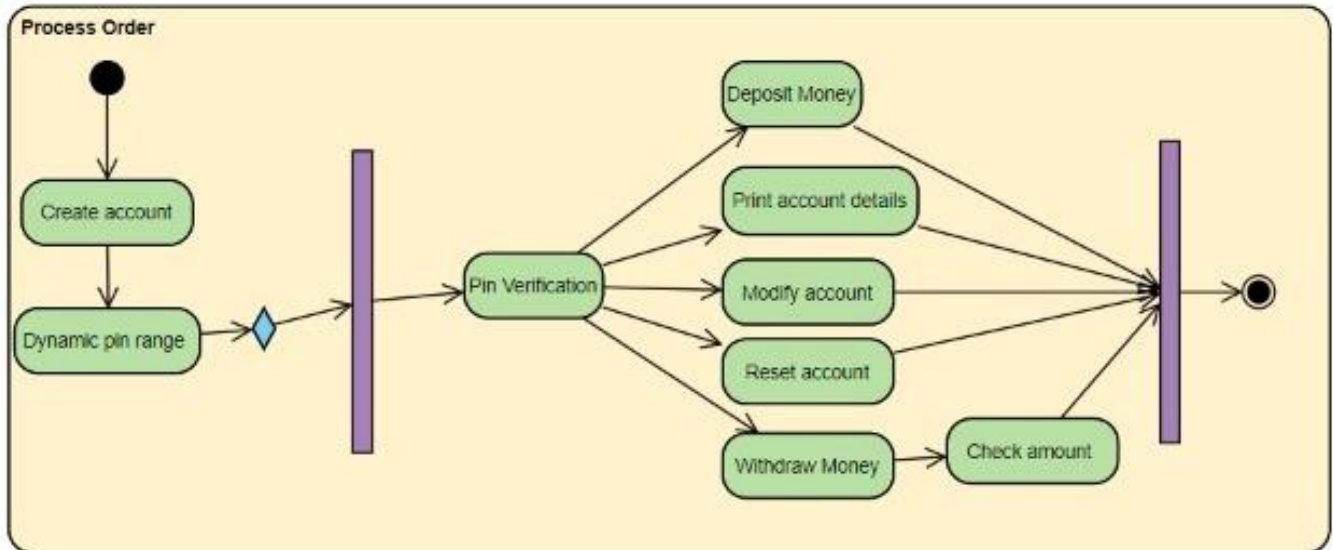 Process Order
Create account
Dynamic pin range
Pin Verification
Deposit Money
Print account details
Modify account
Reset account
Withdraw Money
Check amount